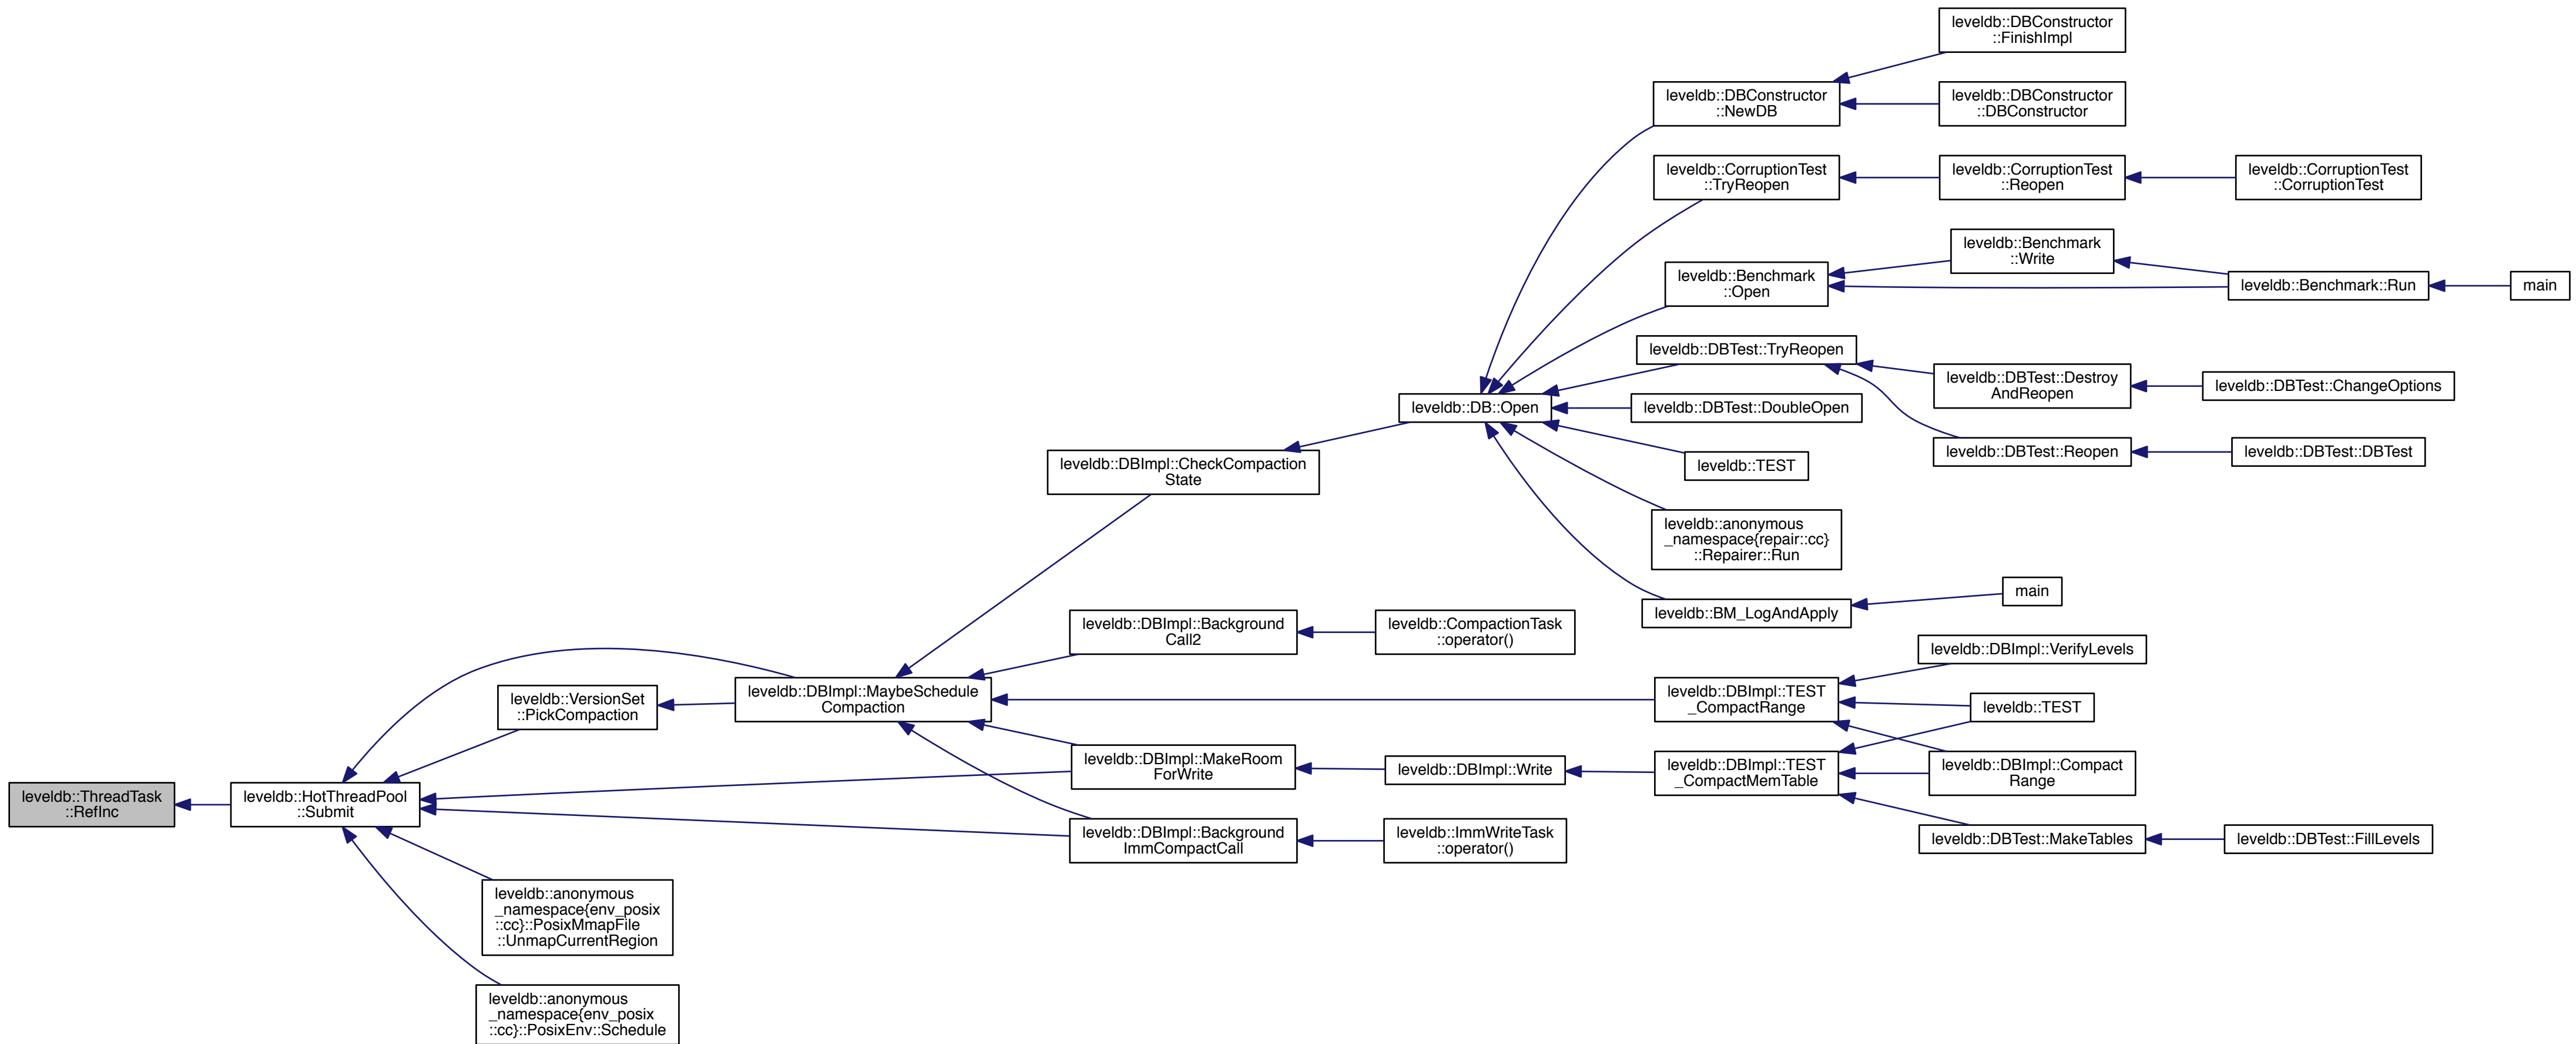 leveldb::DBConstructor
::FinishImpl
leveldb::DBConstructor
::NewDB
leveldb::DBConstructor
::DBConstructor
leveldb::CorruptionTest
::TryReopen
leveldb::CorruptionTest
::Reopen
leveldb::CorruptionTest
::CorruptionTest
leveldb::Benchmark
::Write
leveldb::Benchmark
::Open
leveldb::Benchmark::Run
main
leveldb::DBTest::TryReopen
leveldb::DBTest::Destroy
AndReopen
leveldb::DBTest::ChangeOptions
leveldb::DB::Open
leveldb::DBTest::DoubleOpen
leveldb::DBTest::Reopen
leveldb::DBTest::DBTest
leveldb::DBImpl::CheckCompaction
State
leveldb::TEST
leveldb::anonymous
_namespace{repair::cc}
::Repairer::Run
main
leveldb::BM_LogAndApply
leveldb::DBImpl::Background
Call2
leveldb::CompactionTask
::operator()
leveldb::DBImpl::VerifyLevels
leveldb::VersionSet
::PickCompaction
leveldb::DBImpl::MaybeSchedule
Compaction
leveldb::DBImpl::TEST
_CompactRange
leveldb::TEST
leveldb::DBImpl::MakeRoom
ForWrite
leveldb::DBImpl::Write
leveldb::DBImpl::TEST
_CompactMemTable
leveldb::DBImpl::Compact
Range
leveldb::ThreadTask
::RefInc
leveldb::HotThreadPool
::Submit
leveldb::DBImpl::Background
ImmCompactCall
leveldb::ImmWriteTask
::operator()
leveldb::DBTest::MakeTables
leveldb::DBTest::FillLevels
leveldb::anonymous
_namespace{env_posix
::cc}::PosixMmapFile
::UnmapCurrentRegion
leveldb::anonymous
_namespace{env_posix
::cc}::PosixEnv::Schedule